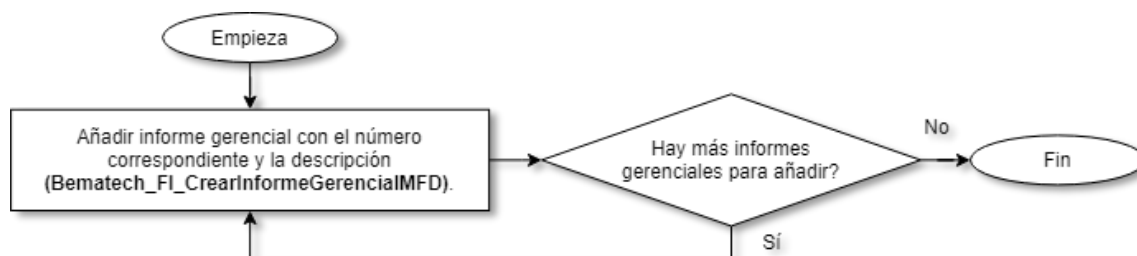 Empieza
Añadir informe gerencial con el número
correspondiente y la descripción
(Bematech_FI_CrearInformeGerencialMFD).
Hay más informes
gerenciales para añadir?
No
Fin
Sí